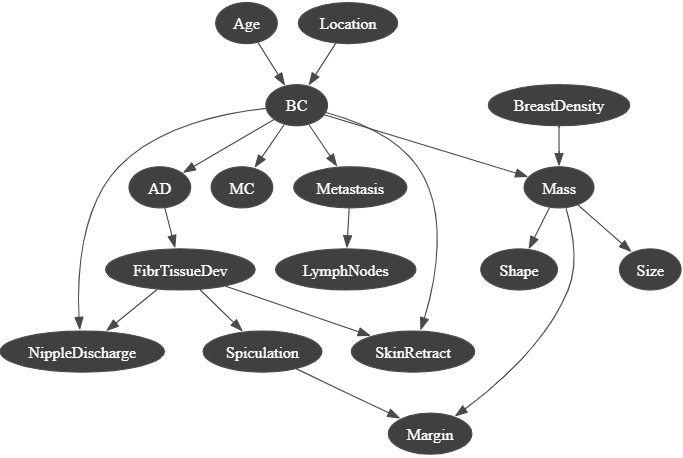 Age
Location
BC
BreastDensity
AD
MC
Metastasis
Mass
FibrTissueDev
LymphNodes
Shape
Size
NippleDischarge
Spiculation
SkinRetract
Margin